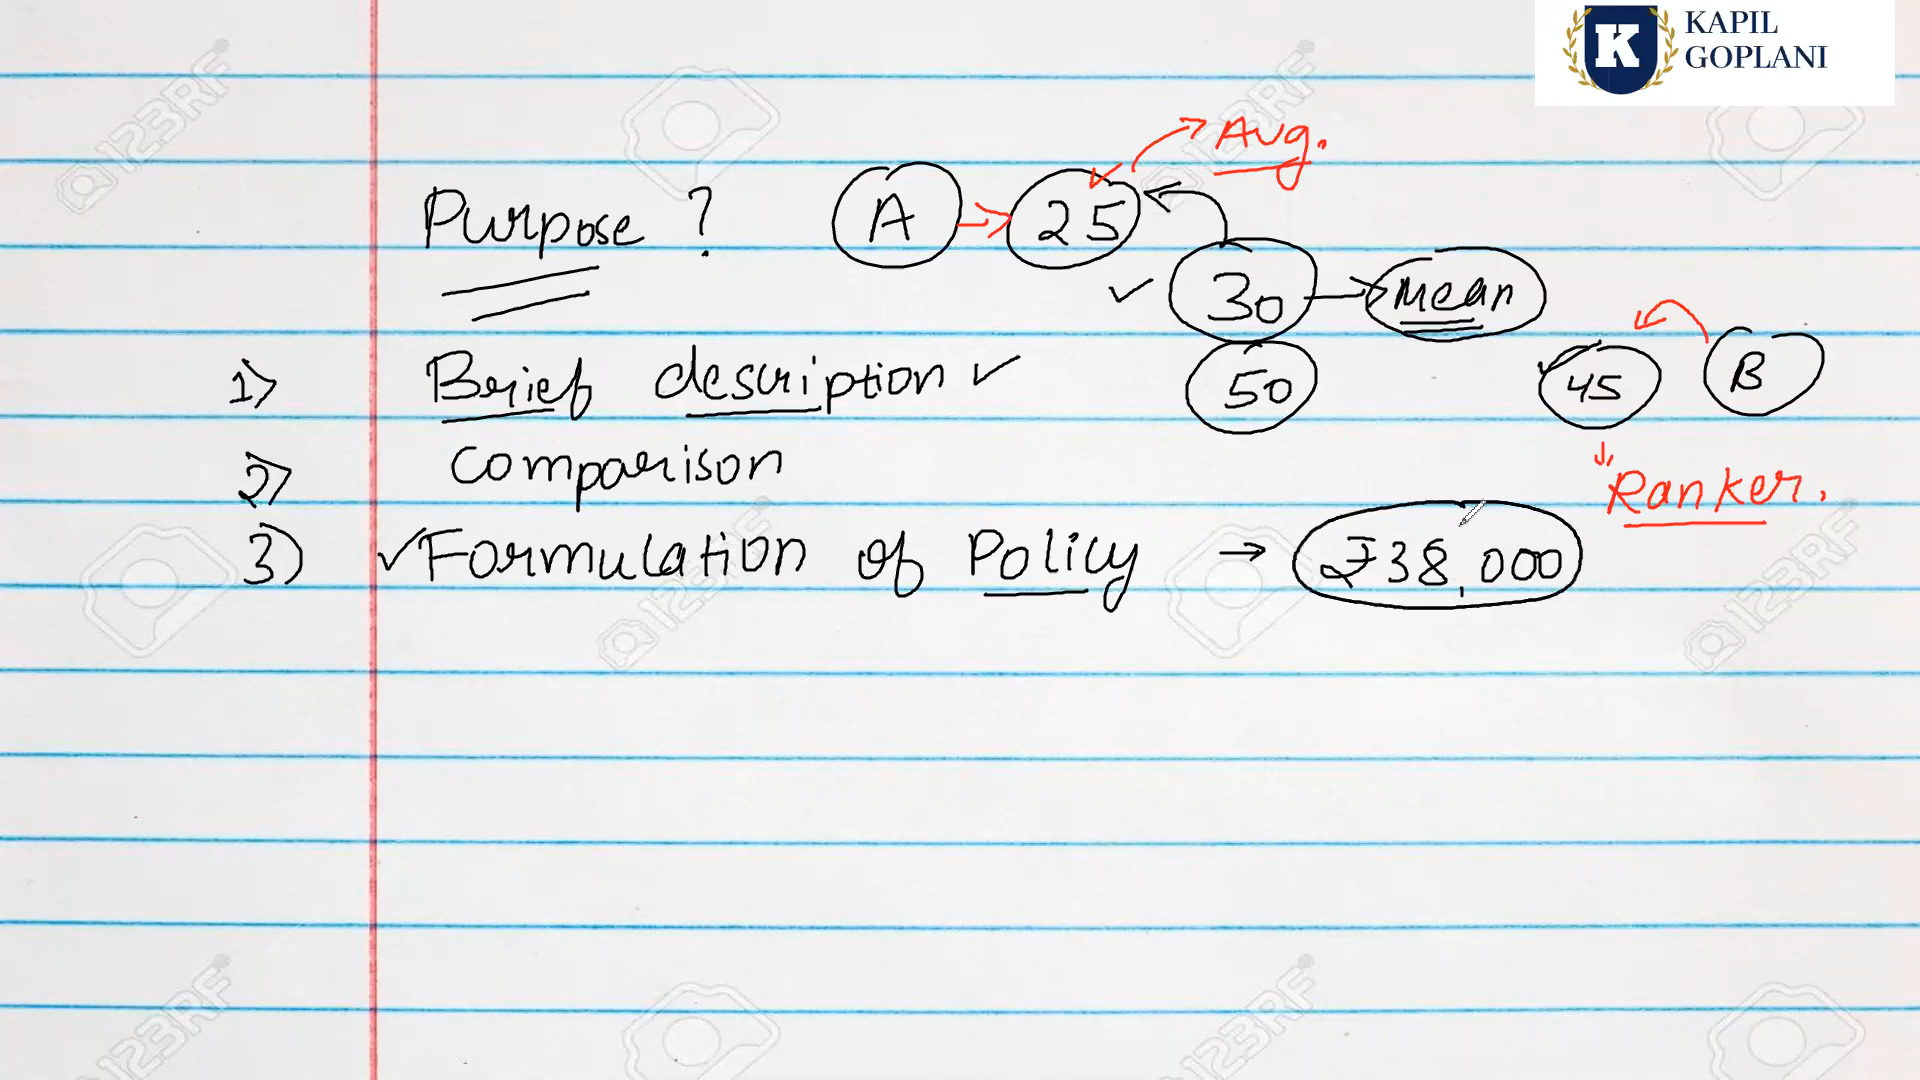 KAPIL
GOPLANI
K
Avg.
Purpose ? A 25
30 Mean
1) Brief description ✓ 50 45 B
2) comparison Ranker.
3) ✓ Formulation of Policy → ₹38,000
123RF